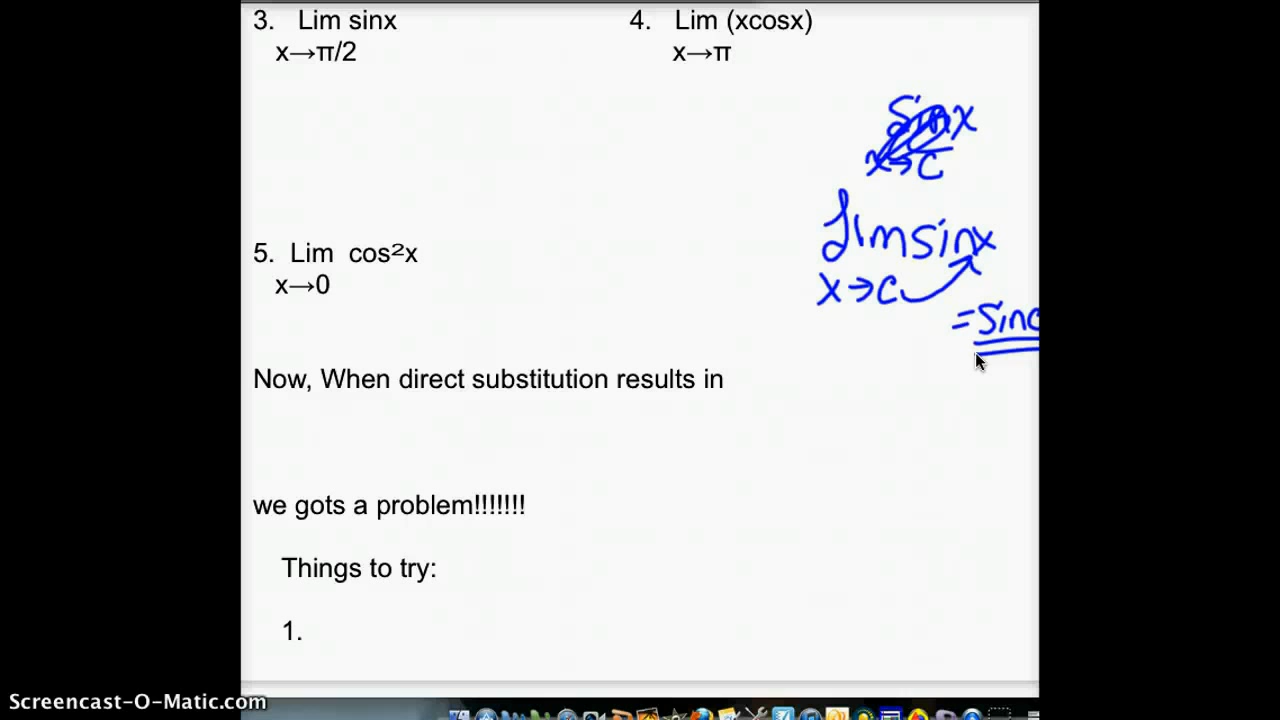 3. Lim sinx
x→π/2
4. Lim (xcosx)
x→π
sinx
x→c
lim sinx
x→c
= sinc
5. Lim cos²x
x→0
Now, When direct substitution results in
we gots a problem!!!!!!!
Things to try:
1.
Screencast-O-Matic.com